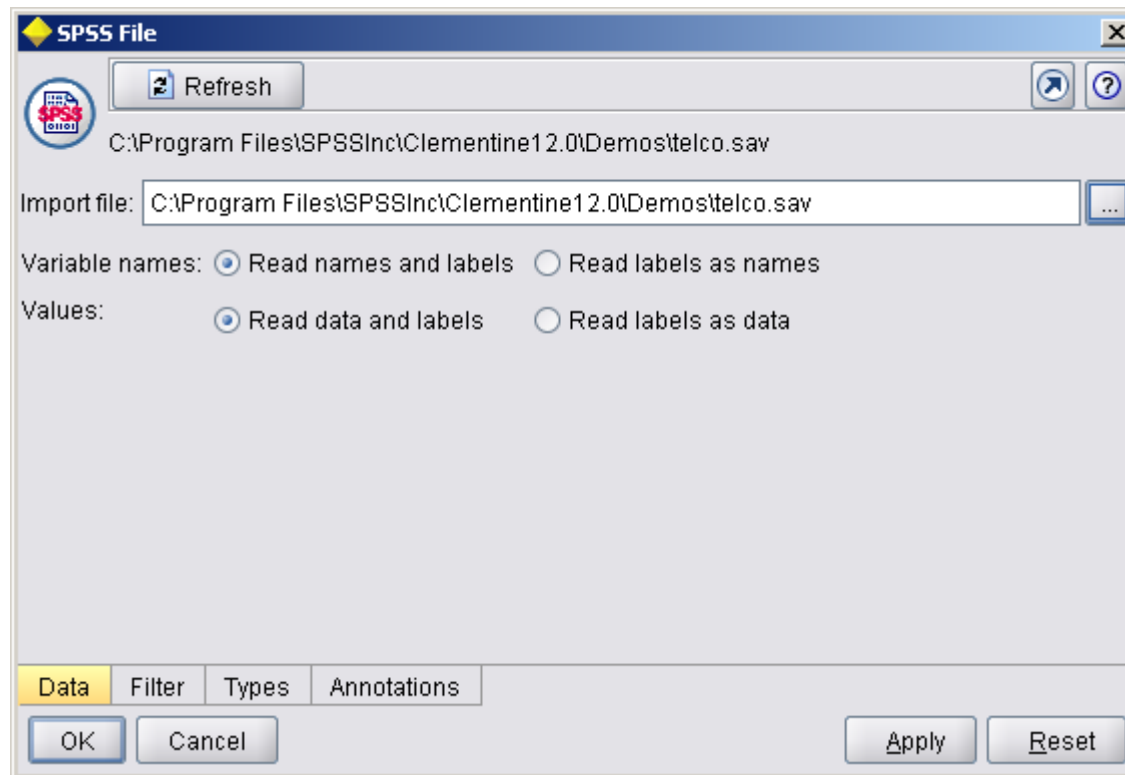 SPSS File
Refresh
SPSS
C:\Program Files\SPSSInc\Clementine12.0\Demos\telco.sav
Import file: C:\Program Files\SPSSInc\Clementine12.0\Demos\telco.sav ...
Variable names: Read names and labels Read labels as names
Values: Read data and labels Read labels as data
Data Filter Types Annotations
OK Cancel Apply Reset